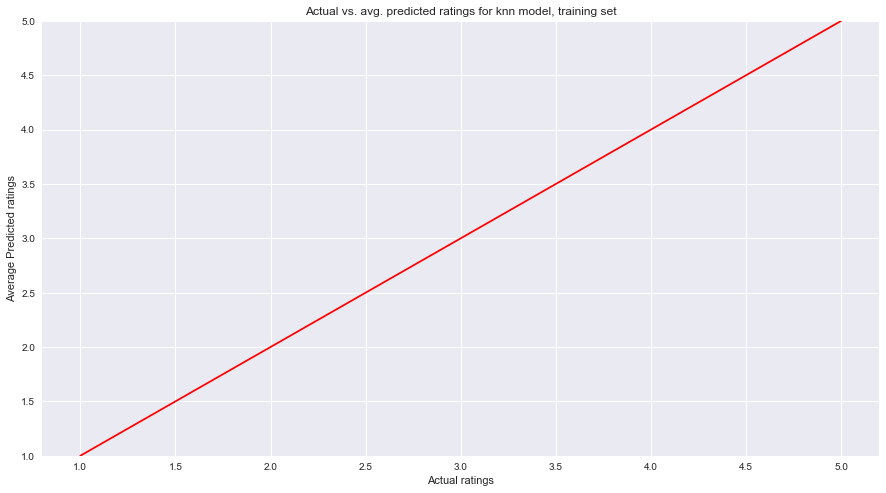 Actual vs. avg. predicted ratings for knn model, training set
5.0
4.5
4.0
3.5
3.0
2.5
2.0
1.5
1.0
Average Predicted ratings
1.0 1.5 2.0 2.5 3.0 3.5 4.0 4.5 5.0
Actual ratings